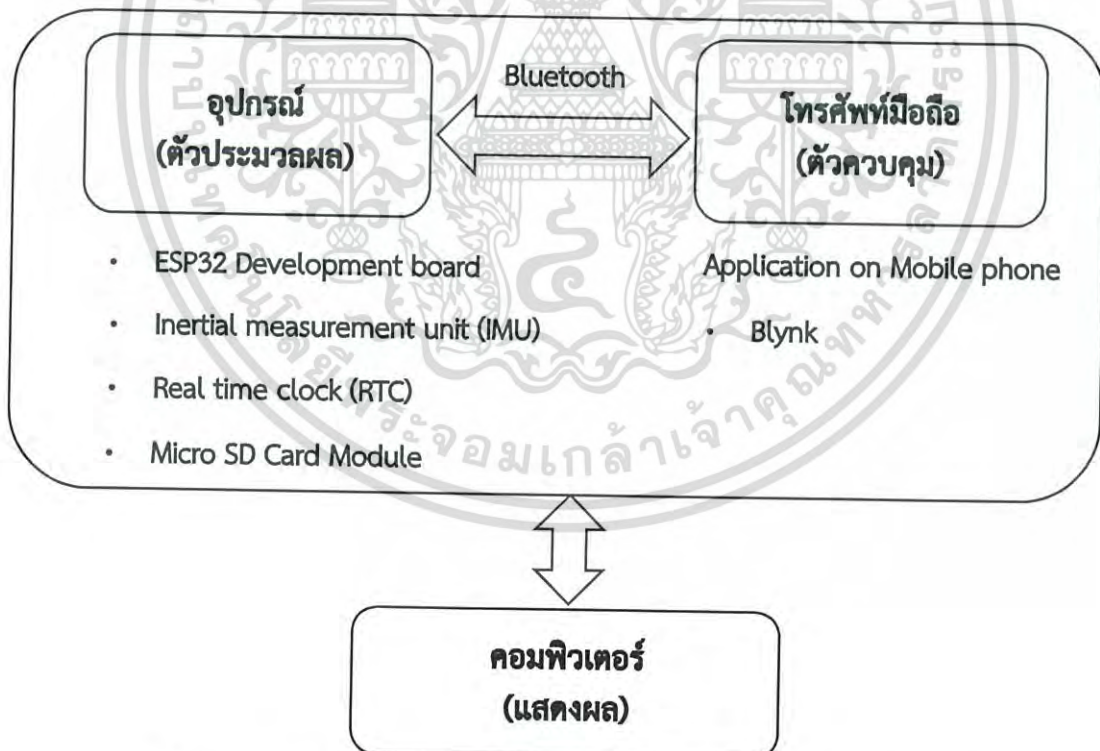 อุปกรณ์
(ตัวประมวลผล)
Bluetooth
โทรศัพท์มือถือ
(ตัวควบคุม)
• ESP32 Development board
• Inertial measurement unit (IMU)
• Real time clock (RTC)
• Micro SD Card Module
Application on Mobile phone
• Blynk
คอมพิวเตอร์
(แสดงผล)